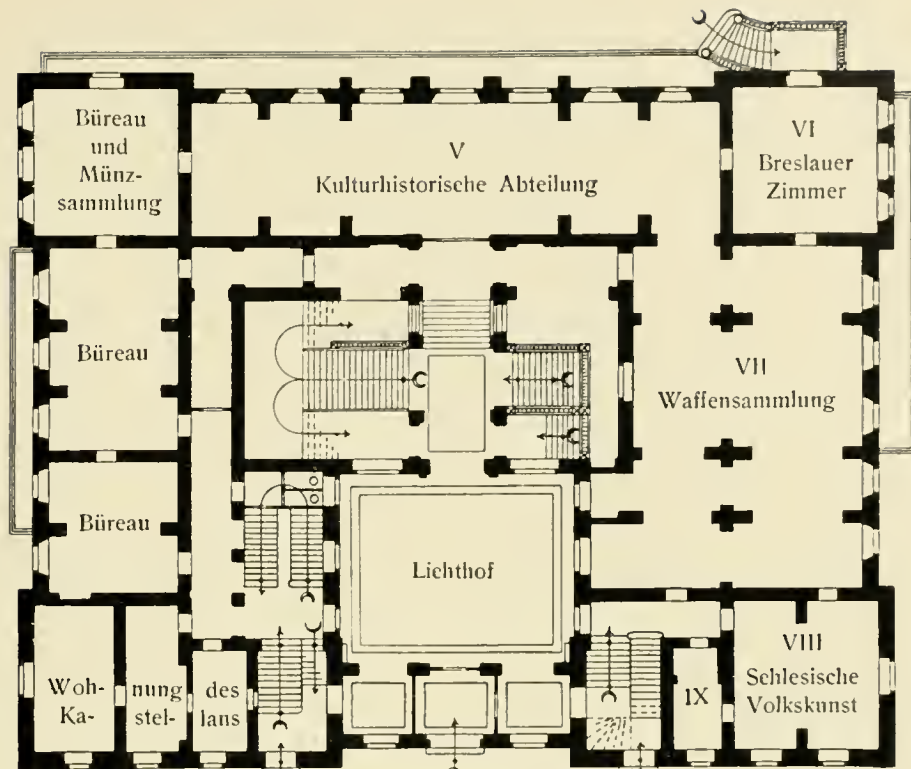 Büreau
und
Münz-
sammlung
V
Kulturhistorische Abteilung
VI
Breslauer
Zimmer
Büreau
VII
Waffensammlung
Büreau
Lichthof
Woh-
Ka-
nung
stel-
des
lans
IX
VIII
Schlesische
Volkskunst